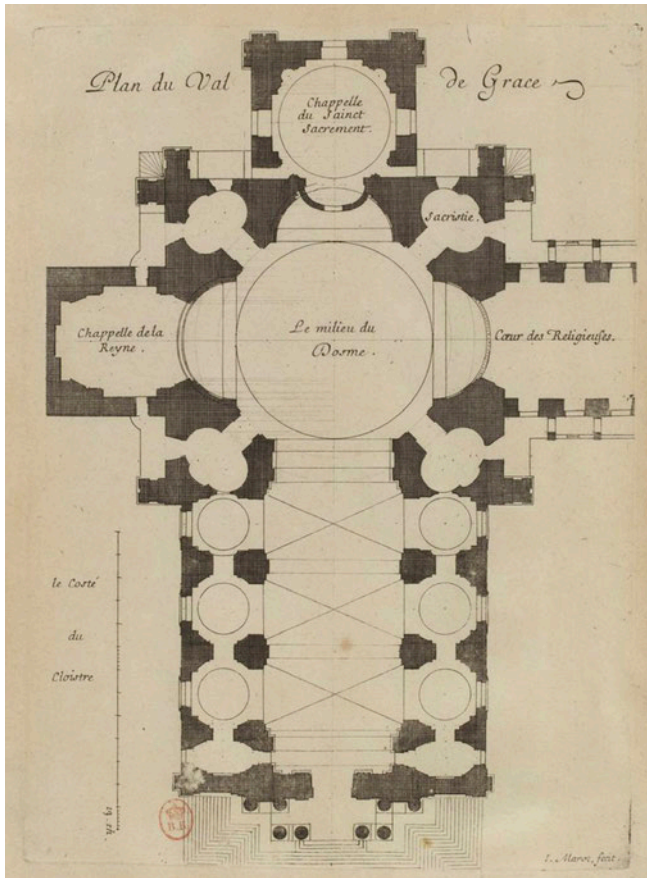 Plan du Val de Grace
Chappelle
du Sainct
Sacrement.
Sacristie.
Chappelle de la
Reyne.
Le milieu du
Dosme.
Cœur des Religieuses.
le Costé
du
Cloistre
I. Marot, fecit.